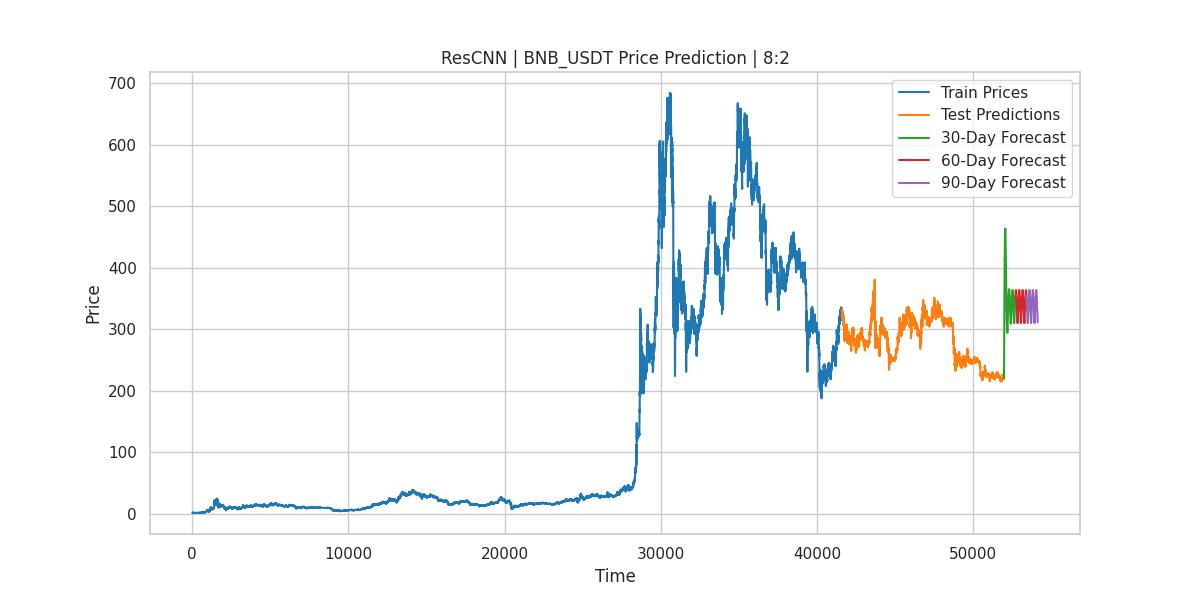 ResCNN | BNB_USDT Price Prediction | 8:2
700
600
500
400
300
200
100
0
Price
Train Prices
Test Predictions
30-Day Forecast
60-Day Forecast
90-Day Forecast
0 10000 20000 30000 40000 50000
Time